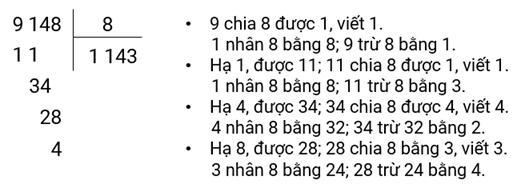 9 148 8
1 1 1 143
34
28
4
• 9 chia 8 được 1, viết 1.
1 nhân 8 bằng 8; 9 trừ 8 bằng 1.
• Hạ 1, được 11; 11 chia 8 được 1, viết 1.
1 nhân 8 bằng 8; 11 trừ 8 bằng 3.
• Hạ 4, được 34; 34 chia 8 được 4, viết 4.
4 nhân 8 bằng 32; 34 trừ 32 bằng 2.
• Hạ 8, được 28; 28 chia 8 bằng 3, viết 3.
3 nhân 8 bằng 24; 28 trừ 24 bằng 4.